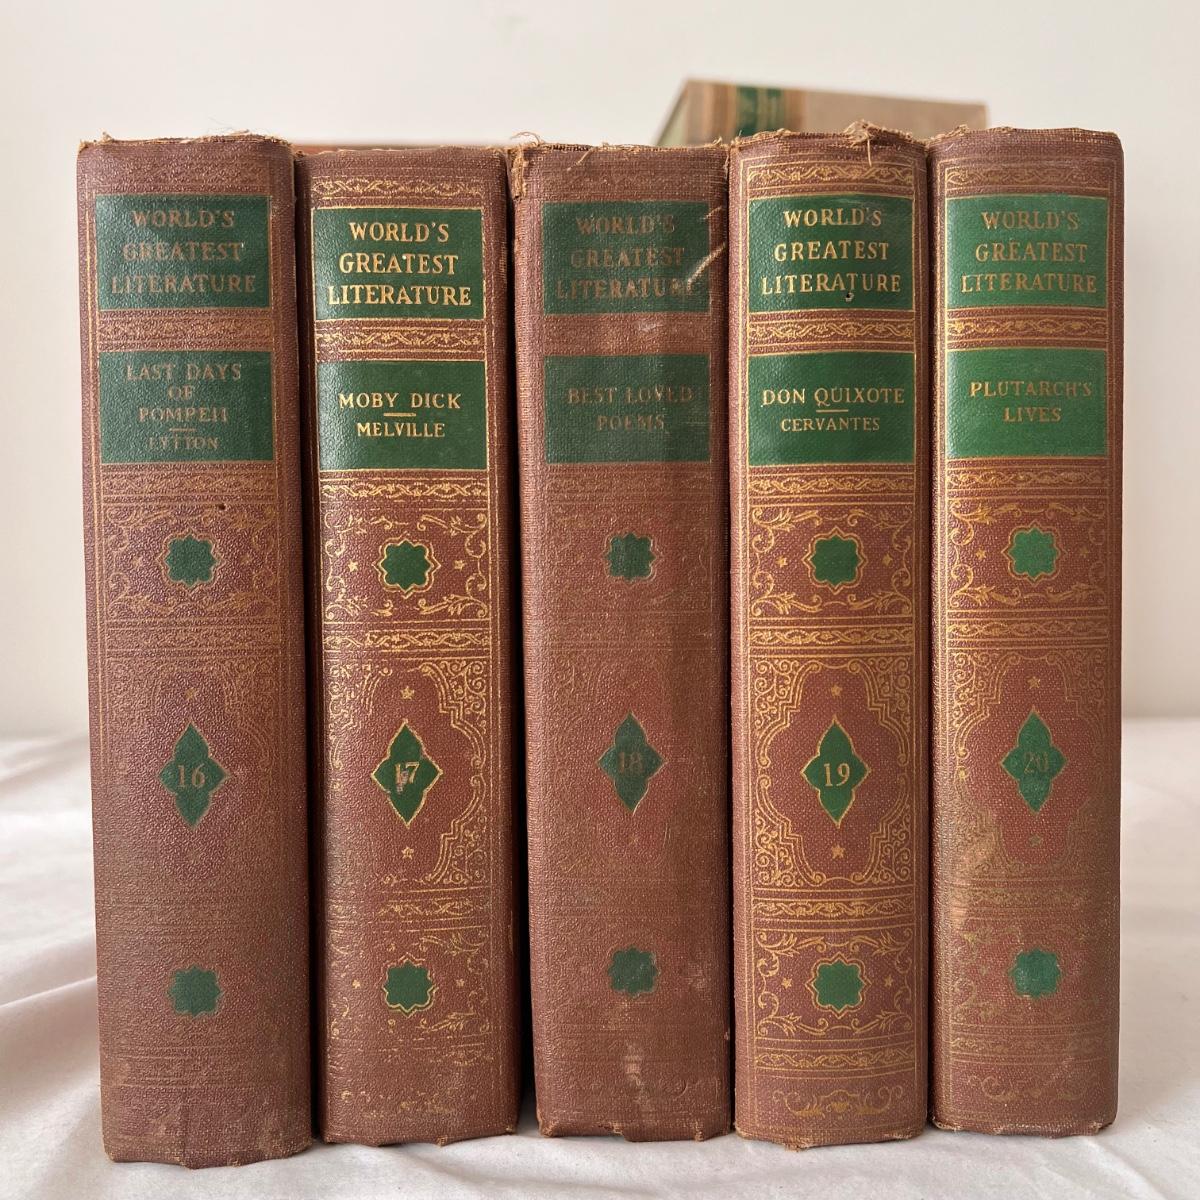 WORLD'S
GREATEST
LITERATURE
LAST DAYS
OF
POMPEII
LYTTON
16
WORLD'S
GREATEST
LITERATURE
MOBY DICK
MELVILLE
17
WORLD'S
GREATEST
LITERATURE
BEST LOVED
POEMS
18
WORLD'S
GREATEST
LITERATURE
DON QUIXOTE
CERVANTES
19
WORLD'S
GREATEST
LITERATURE
PLUTARCH'S
LIVES
20